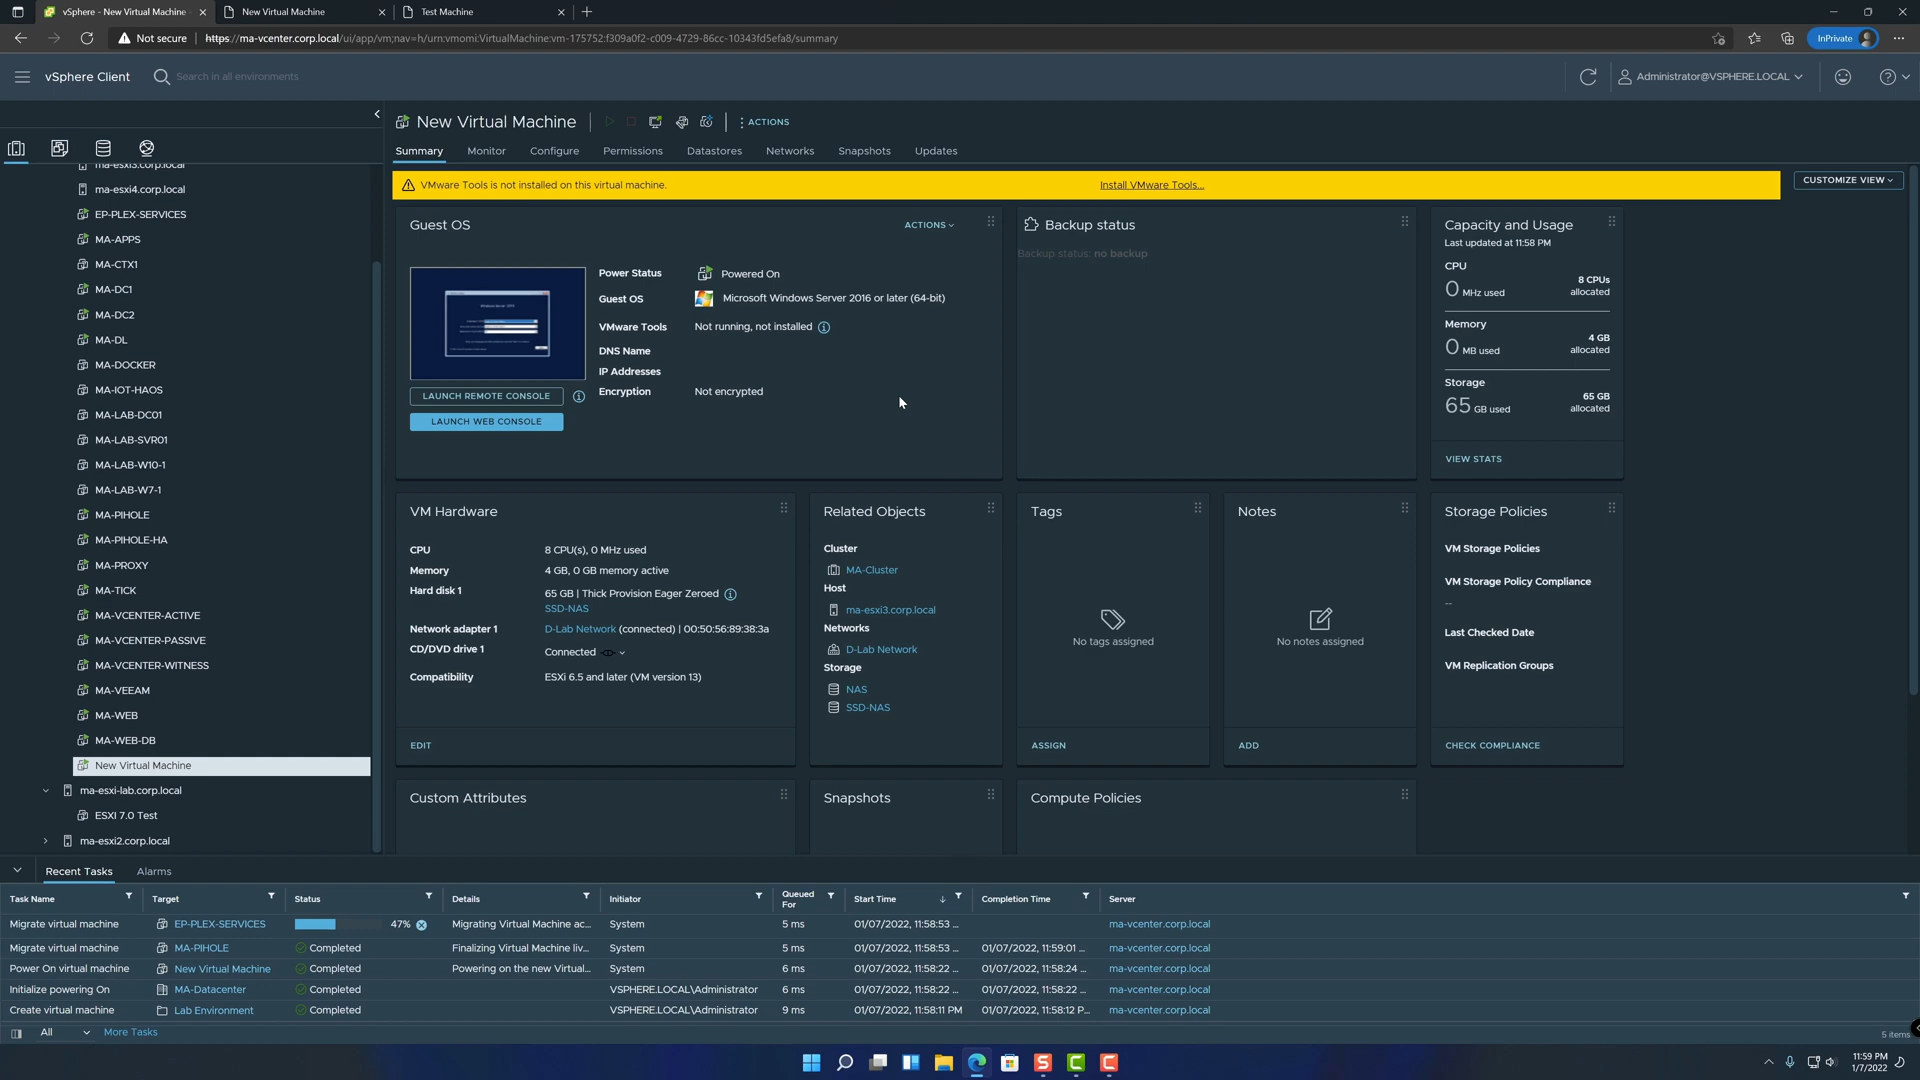 vSphere - New Virtual Machine
New Virtual Machine
Test Machine
Not secure
https://ma-vcenter.corp.local/ui/app/vm;nav=h/urn:vmomi:VirtualMachine:vm-175752:f309a0f2-c009-4729-86cc-10343fd5efa8/summary
InPrivate
vSphere Client
Search in all environments
Administrator@VSPHERE.LOCAL
New Virtual Machine
ACTIONS
Summary
Monitor
Configure
Permissions
Datastores
Networks
Snapshots
Updates
ma-esxi3.corp.local
ma-esxi4.corp.local
EP-PLEX-SERVICES
MA-APPS
MA-CTX1
MA-DC1
MA-DC2
MA-DL
MA-DOCKER
MA-IOT-HAOS
MA-LAB-DC01
MA-LAB-SVR01
MA-LAB-W10-1
MA-LAB-W7-1
MA-PIHOLE
MA-PIHOLE-HA
MA-PROXY
MA-TICK
MA-VCENTER-ACTIVE
MA-VCENTER-PASSIVE
MA-VCENTER-WITNESS
MA-VEEAM
MA-WEB
MA-WEB-DB
New Virtual Machine
ma-esxi-lab.corp.local
ESXI 7.0 Test
ma-esxi2.corp.local
VMware Tools is not installed on this virtual machine.
Install VMware Tools...
CUSTOMIZE VIEW
Guest OS
ACTIONS
Power Status Powered On
Guest OS Microsoft Windows Server 2016 or later (64-bit)
VMware Tools Not running, not installed
DNS Name
IP Addresses
Encryption Not encrypted
LAUNCH REMOTE CONSOLE
LAUNCH WEB CONSOLE
Backup status
Backup status: no backup
Capacity and Usage
Last updated at 11:58 PM
CPU
0 MHz used
8 CPUs
allocated
Memory
0 MB used
4 GB
allocated
Storage
65 GB used
65 GB
allocated
VIEW STATS
VM Hardware
CPU 8 CPU(s), 0 MHz used
Memory 4 GB, 0 GB memory active
Hard disk 1 65 GB | Thick Provision Eager Zeroed
SSD-NAS
Network adapter 1 D-Lab Network (connected) | 00:50:56:89:38:3a
CD/DVD drive 1 Connected
Compatibility ESXi 6.5 and later (VM version 13)
EDIT
Related Objects
Cluster
MA-Cluster
Host
ma-esxi3.corp.local
Networks
D-Lab Network
Storage
NAS
SSD-NAS
Tags
No tags assigned
ASSIGN
Notes
No notes assigned
ADD
Storage Policies
VM Storage Policies
VM Storage Policy Compliance
--
Last Checked Date
VM Replication Groups
CHECK COMPLIANCE
Custom Attributes
Snapshots
Compute Policies
Recent Tasks
Alarms
Task Name Target Status Details Initiator Queued For Start Time Completion Time Server
Migrate virtual machine EP-PLEX-SERVICES 47% Migrating Virtual Machine ac... System 5 ms 01/07/2022, 11:58:53 ... ma-vcenter.corp.local
Migrate virtual machine MA-PIHOLE Completed Finalizing Virtual Machine liv... System 5 ms 01/07/2022, 11:58:53 ... 01/07/2022, 11:59:01 ... ma-vcenter.corp.local
Power On virtual machine New Virtual Machine Completed Powering on the new Virtual... System 6 ms 01/07/2022, 11:58:22 ... 01/07/2022, 11:58:24 ... ma-vcenter.corp.local
Initialize powering On MA-Datacenter Completed VSPHERE.LOCAL\Administrator 6 ms 01/07/2022, 11:58:22 ... 01/07/2022, 11:58:22 ... ma-vcenter.corp.local
Create virtual machine Lab Environment Completed VSPHERE.LOCAL\Administrator 9 ms 01/07/2022, 11:58:11 PM 01/07/2022, 11:58:12 P... ma-vcenter.corp.local
All
More Tasks
5 items
11:59 PM
1/7/2022